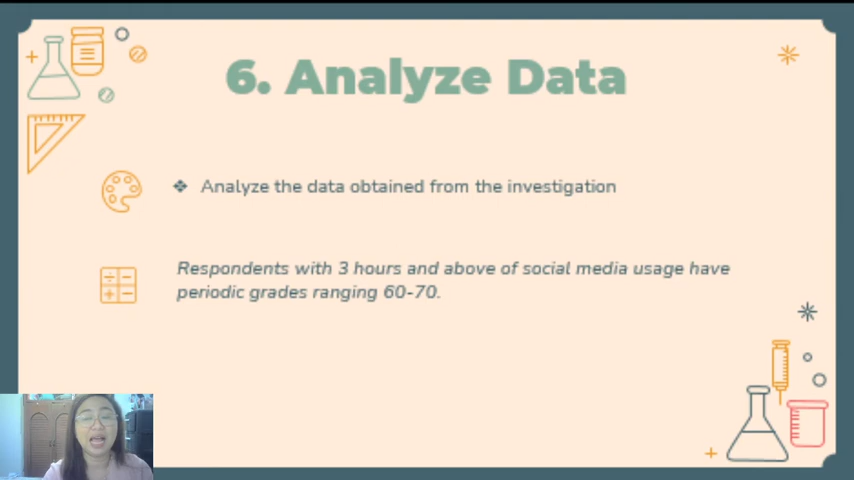 6. Analyze Data
❖ Analyze the data obtained from the investigation
Respondents with 3 hours and above of social media usage have
periodic grades ranging 60-70.